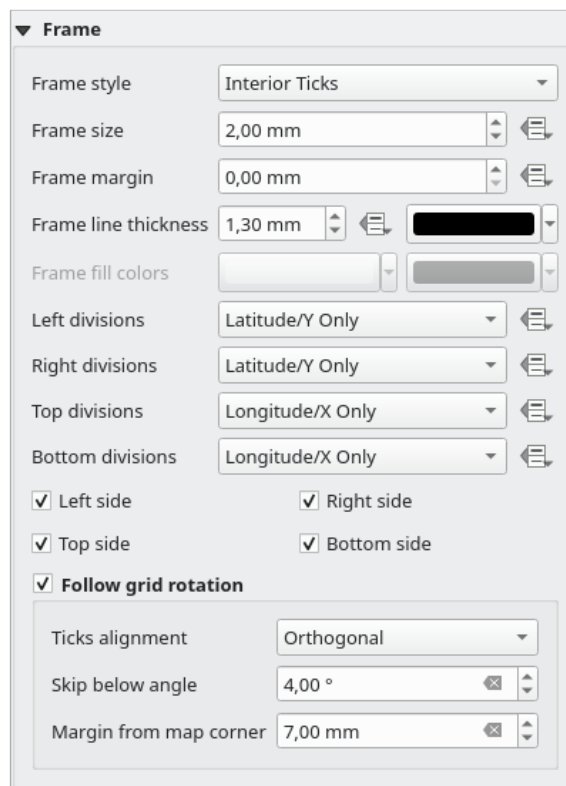 Frame
Frame style Interior Ticks
Frame size 2,00 mm
Frame margin 0,00 mm
Frame line thickness 1,30 mm
Frame fill colors
Left divisions Latitude/Y Only
Right divisions Latitude/Y Only
Top divisions Longitude/X Only
Bottom divisions Longitude/X Only
Left side Right side
Top side Bottom side
Follow grid rotation
Ticks alignment Orthogonal
Skip below angle 4,00 °
Margin from map corner 7,00 mm